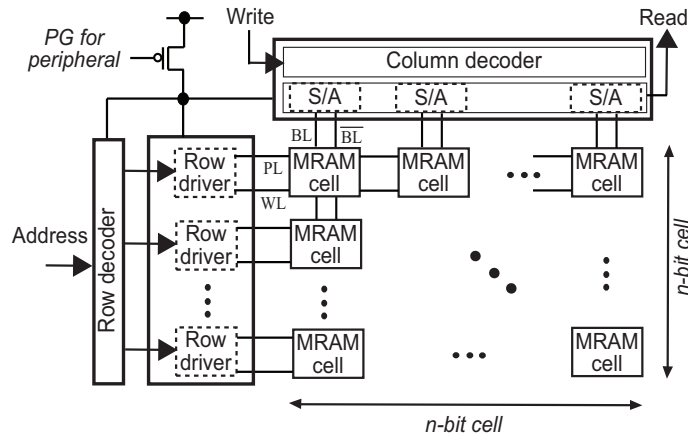 PG for
peripheral
Write
Read
Column decoder
S/A
S/A
S/A
BL
B̅L̅
PL
WL
Row
driver
MRAM
cell
MRAM
cell
MRAM
cell
Address
Row decoder
Row
driver
MRAM
cell
Row
driver
MRAM
cell
MRAM
cell
n-bit cell
n-bit cell